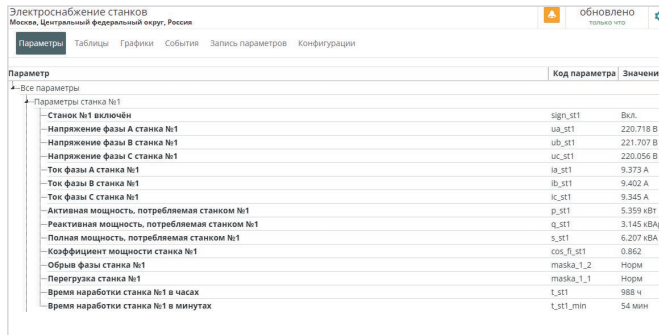 Электроснабжение станков
Москва, Центральный федеральный округ, Россия
обновлено
только что
Параметры Таблицы Графики События Запись параметров Конфигурации
Параметр Код параметра Значени
Все параметры
Параметры станка №1
Станок №1 включён sign_st1 Вкл.
Напряжение фазы A станка №1 ua_st1 220.718 В
Напряжение фазы B станка №1 ub_st1 221.707 В
Напряжение фазы C станка №1 uc_st1 220.056 В
Ток фазы A станка №1 ia_st1 9.373 А
Ток фазы B станка №1 ib_st1 9.402 А
Ток фазы C станка №1 ic_st1 9.345 А
Активная мощность, потребляемая станком №1 p_st1 5.359 кВт
Реактивная мощность, потребляемая станком №1 q_st1 3.145 кВАр
Полная мощность, потребляемая станком №1 s_st1 6.207 кВА
Коэффициент мощности станка №1 cos_fi_st1 0.862
Обрыв фазы станка №1 maska_1_2 Норм
Перегрузка станка №1 maska_1_1 Норм
Время наработки станка №1 в часах t_st1 988 ч
Время наработки станка №1 в минутах t_st1_min 54 мин